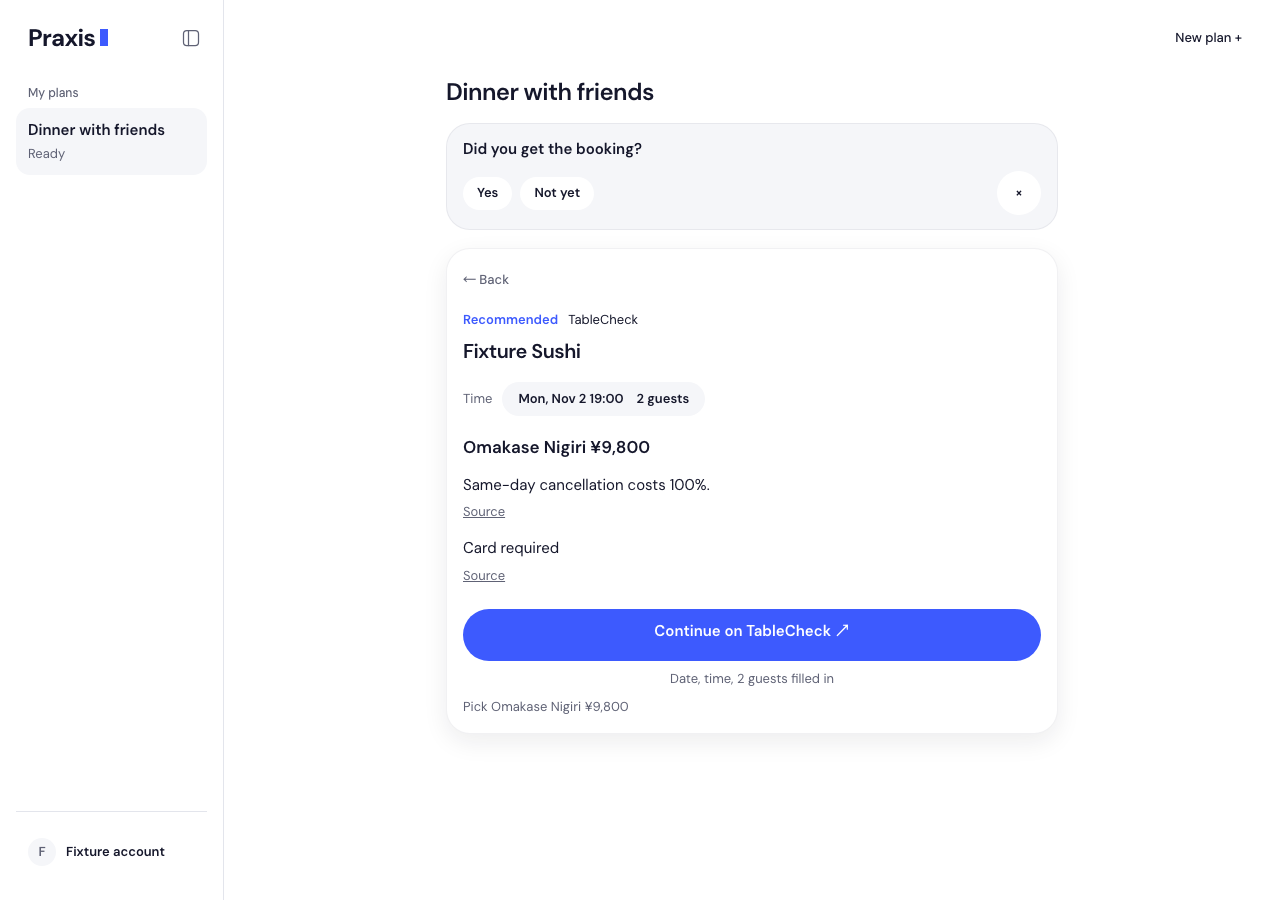 Praxis
New plan +
My plans
Dinner with friends
Ready
Dinner with friends
Did you get the booking?
Yes
Not yet
×
← Back
Recommended TableCheck
Fixture Sushi
Time Mon, Nov 2 19:00 2 guests
Omakase Nigiri ¥9,800
Same-day cancellation costs 100%.
Source
Card required
Source
Continue on TableCheck ↗
Date, time, 2 guests filled in
Pick Omakase Nigiri ¥9,800
F Fixture account